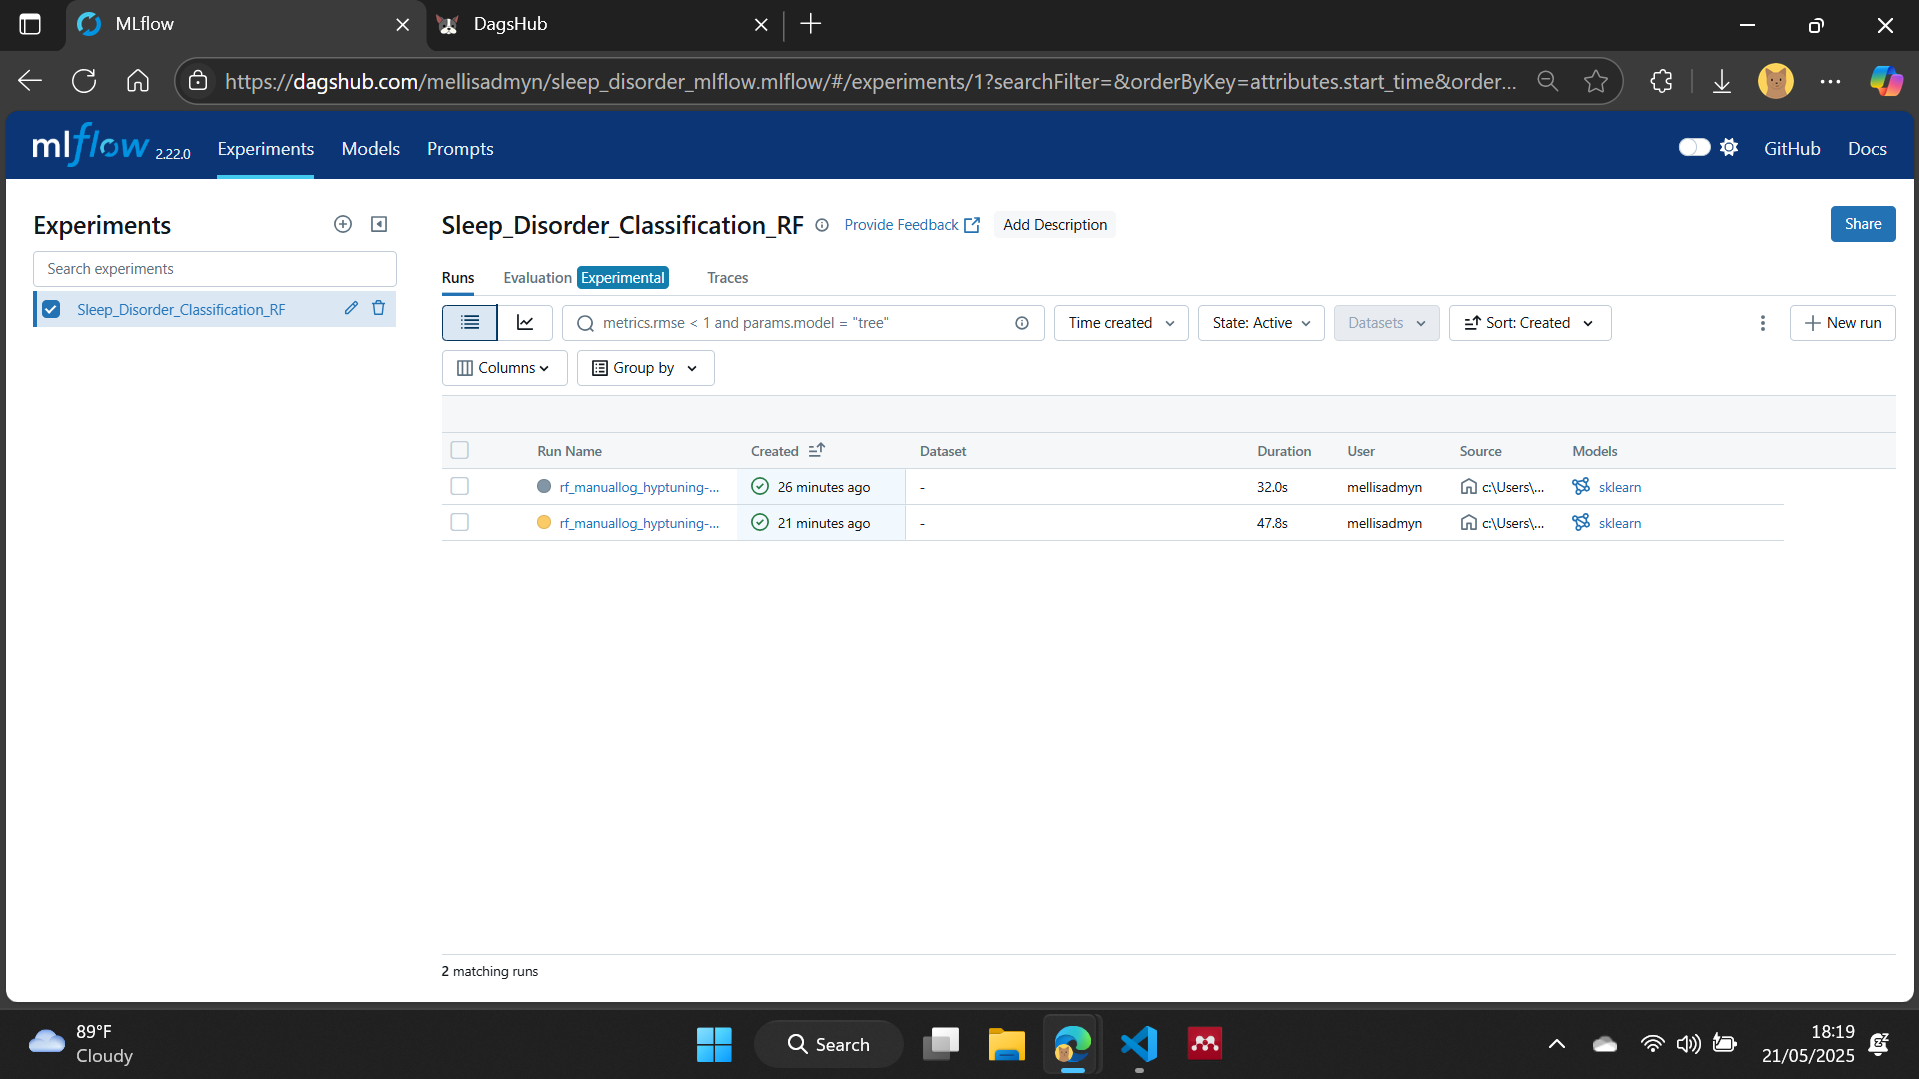 MLflow
DagsHub
https://dagshub.com/mellisadmyn/sleep_disorder_mlflow.mlflow/#/experiments/1?searchFilter=&orderByKey=attributes.start_time&order...
mlflow 2.22.0 Experiments Models Prompts GitHub Docs
Experiments
Search experiments
Sleep_Disorder_Classification_RF
Sleep_Disorder_Classification_RF Provide Feedback Add Description Share
Runs Evaluation Experimental Traces
metrics.rmse < 1 and params.model = "tree" Time created State: Active Datasets Sort: Created New run
Columns Group by
Run Name Created Dataset Duration User Source Models
rf_manuallog_hyptuning-... 26 minutes ago - 32.0s mellisadmyn c:\Users\... sklearn
rf_manuallog_hyptuning-... 21 minutes ago - 47.8s mellisadmyn c:\Users\... sklearn
2 matching runs
89°F
Cloudy
Search
18:19
21/05/2025